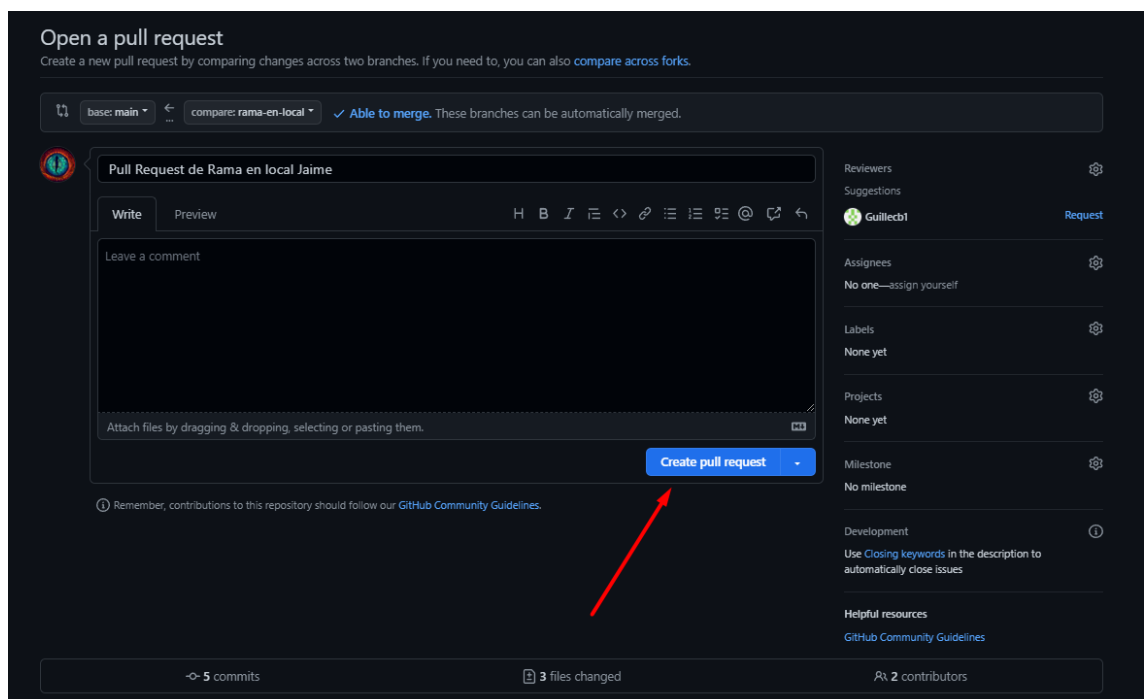 Open a pull request
Create a new pull request by comparing changes across two branches. If you need to, you can also compare across forks.
base: main
compare: rama-en-local
Able to merge. These branches can be automatically merged.
Pull Request de Rama en local Jaime
Write
Preview
Leave a comment
Attach files by dragging & dropping, selecting or pasting them.
Create pull request
Remember, contributions to this repository should follow our GitHub Community Guidelines.
Reviewers
Suggestions
Guillecb1
Request
Assignees
No one—assign yourself
Labels
None yet
Projects
None yet
Milestone
No milestone
Development
Use Closing keywords in the description to
automatically close issues
Helpful resources
GitHub Community Guidelines
5 commits
3 files changed
2 contributors